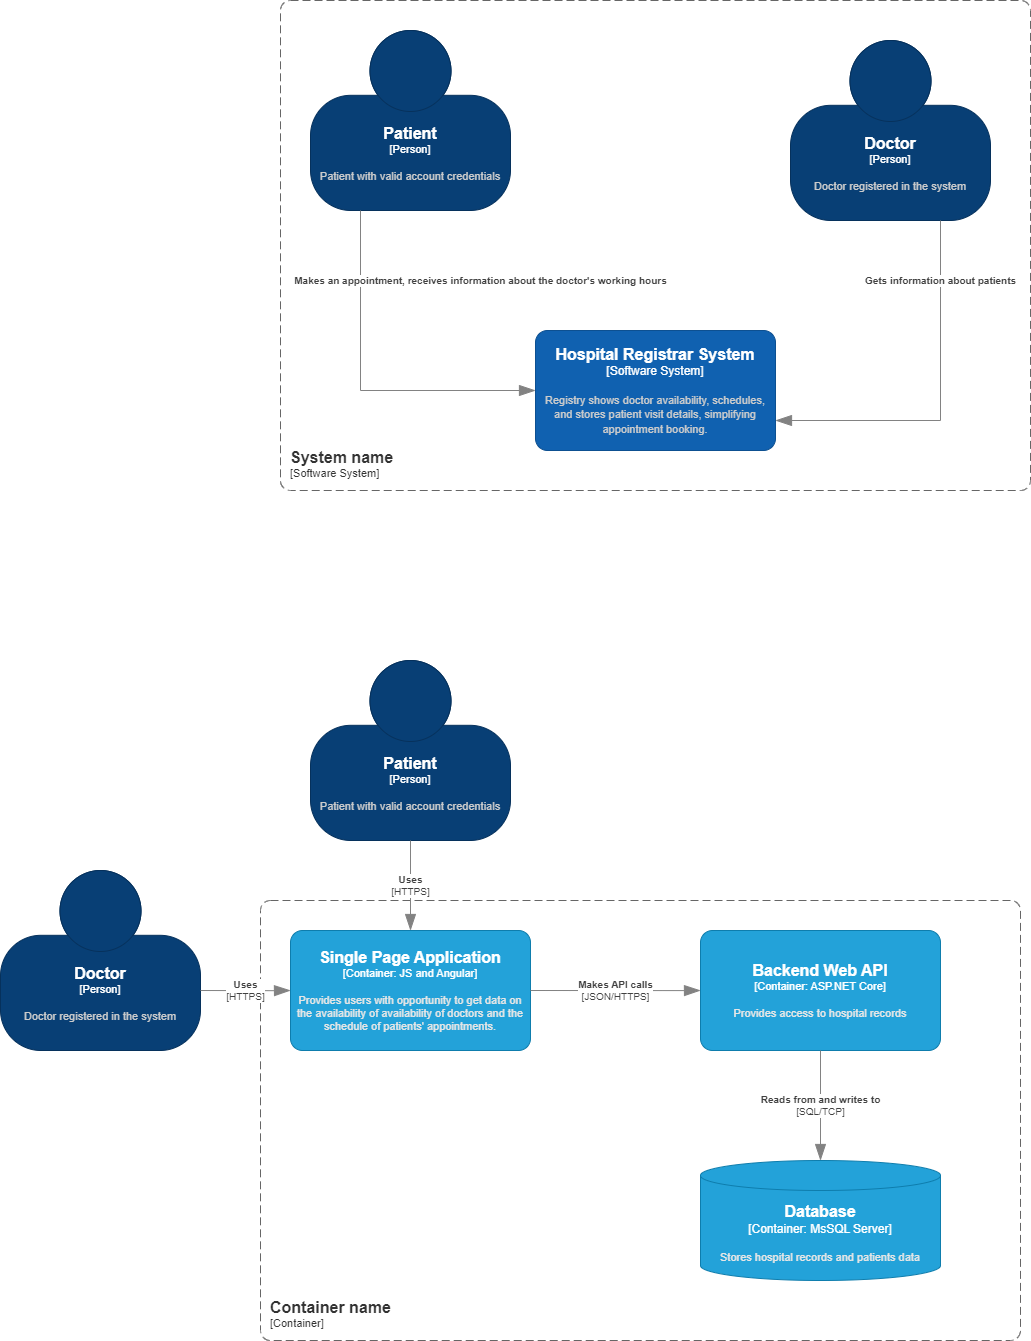 Patient
[Person]
Patient with valid account credentials
Doctor
[Person]
Doctor registered in the system
Makes an appointment, receives information about the doctor's working hours
Gets information about patients
Hospital Registrar System
[Software System]
Registry shows doctor availability, schedules,
and stores patient visit details, simplifying
appointment booking.
System name
[Software System]
Patient
[Person]
Patient with valid account credentials
Uses
[HTTPS]
Doctor
[Person]
Doctor registered in the system
Uses
[HTTPS]
Single Page Application
[Container: JS and Angular]
Provides users with opportunity to get data on
the availability of availability of doctors and the
schedule of patients' appointments.
Makes API calls
[JSON/HTTPS]
Backend Web API
[Container: ASP.NET Core]
Provides access to hospital records
Reads from and writes to
[SQL/TCP]
Database
[Container: MsSQL Server]
Stores hospital records and patients data
Container name
[Container]